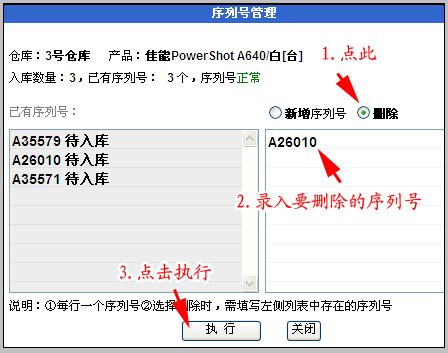 序列号管理
仓库：3号仓库 产品：佳能PowerShot A640/白[台]
入库数量：3，已有序列号： 3个，序列号正常
1.点此
已有序列号：
新增序列号 删除
A35579 待入库
A26010 待入库
A35571 待入库
A26010
2.录入要删除的序列号
3.点击执行
说明：①每行一个序列号②选择删除时，需填写左侧列表中存在的序列号
执 行 关闭